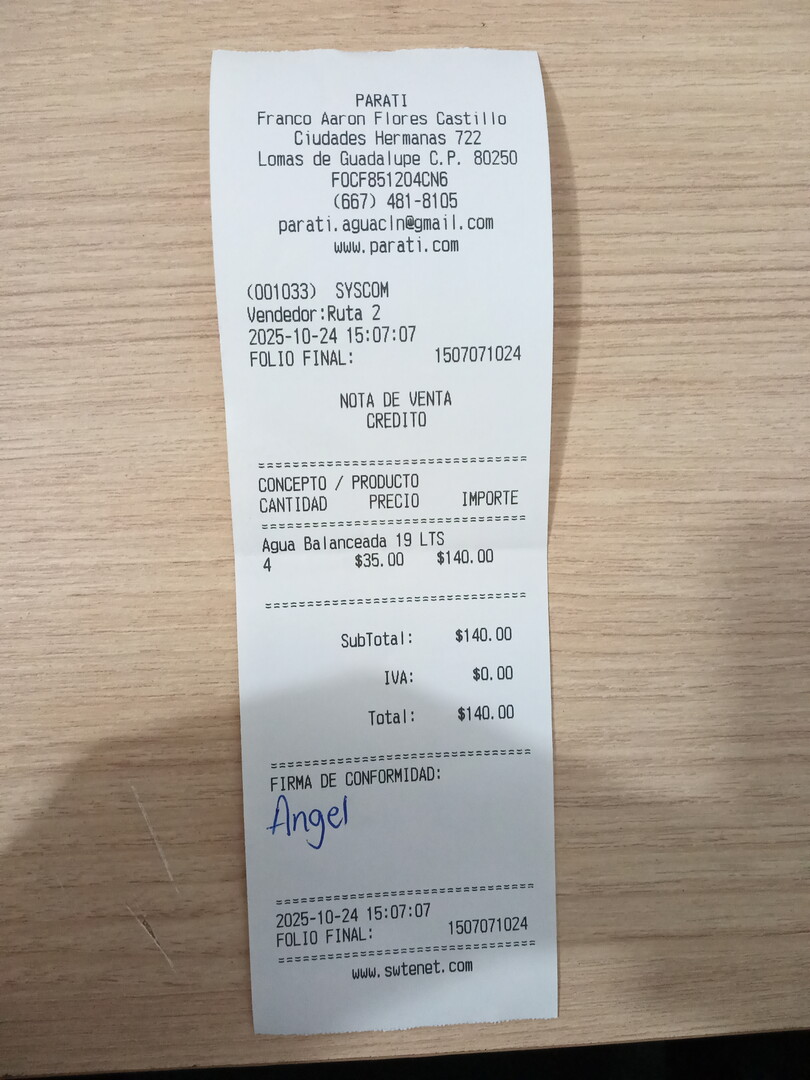 PARATI
Franco Aaron Flores Castillo
Ciudades Hermanas 722
Lomas de Guadalupe C.P. 80250
FOCF851204CN6
(667) 481-8105
parati.aguacln@gmail.com
www.parati.com
(001033) SYSCOM
Vendedor:Ruta 2
2025-10-24 15:07:07
FOLIO FINAL: 1507071024
NOTA DE VENTA
CREDITO
CONCEPTO / PRODUCTO
CANTIDAD PRECIO IMPORTE
Agua Balanceada 19 LTS
4 $35.00 $140.00
SubTotal: $140.00
IVA: $0.00
Total: $140.00
FIRMA DE CONFORMIDAD:
Angel
2025-10-24 15:07:07
FOLIO FINAL: 1507071024
www.swtenet.com